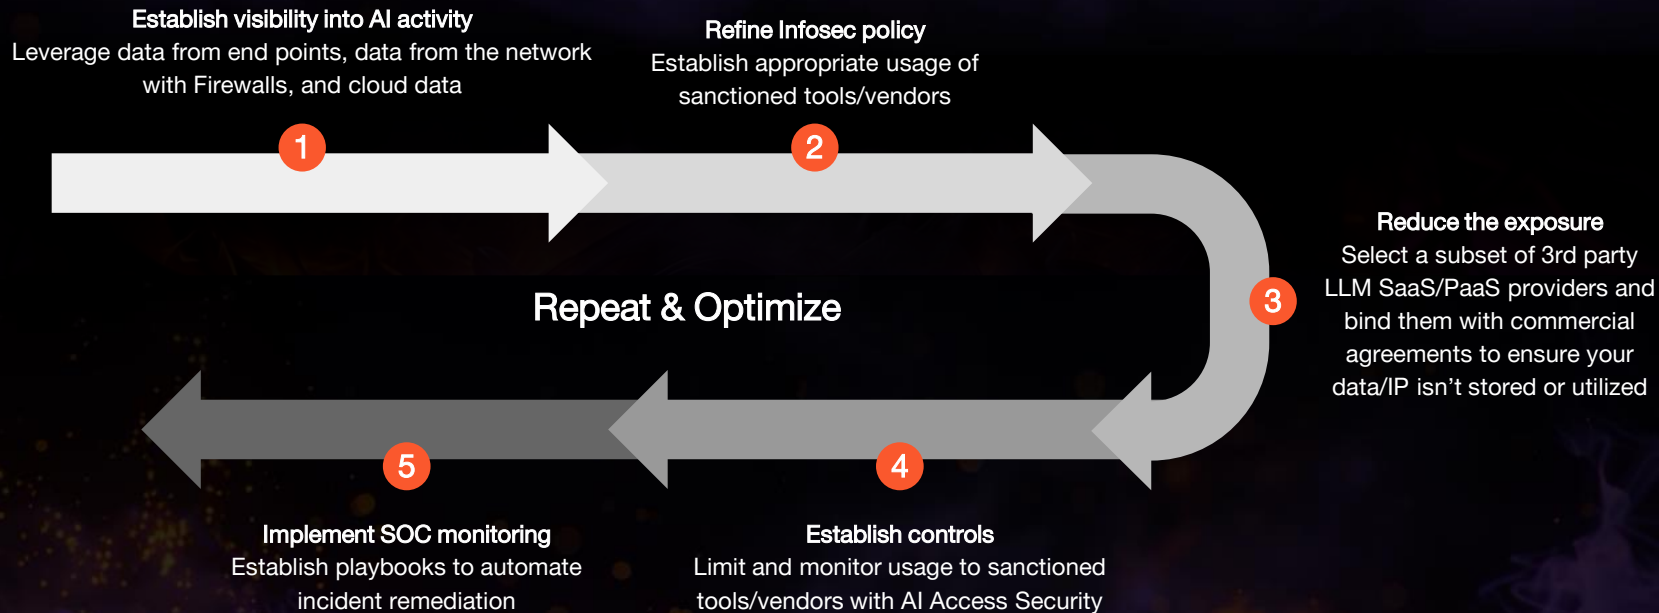 Establish visibility into AI activity
Leverage data from end points, data from the network
with Firewalls, and cloud data
1
Refine Infosec policy
Establish appropriate usage of
sanctioned tools/vendors
2
Reduce the exposure
Select a subset of 3rd party
LLM SaaS/PaaS providers and
bind them with commercial
agreements to ensure your
data/IP isn’t stored or utilized
3
Repeat & Optimize
4
Establish controls
Limit and monitor usage to sanctioned
tools/vendors with AI Access Security
5
Implement SOC monitoring
Establish playbooks to automate
incident remediation